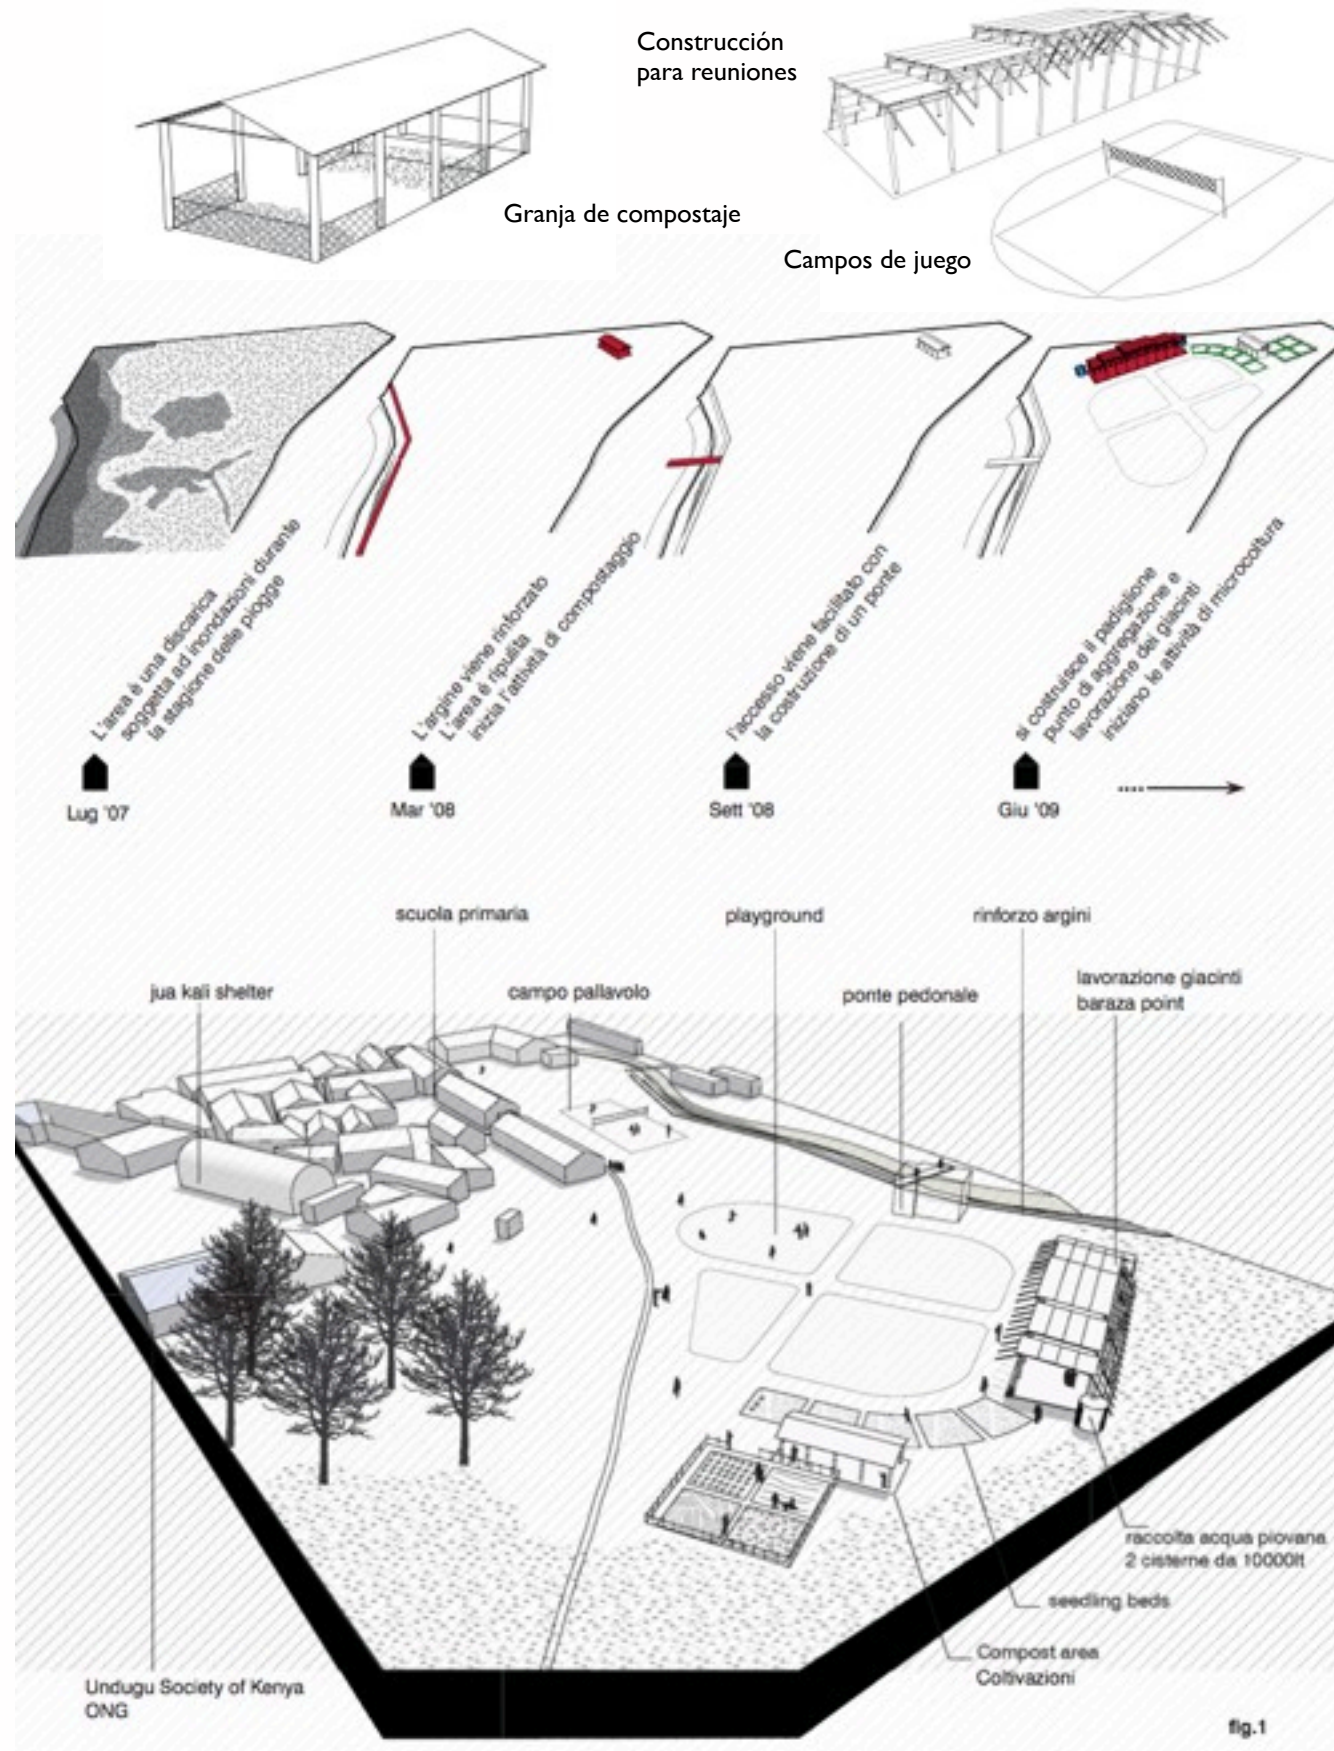 Construcción
para reuniones
Granja de compostaje
Campos de juego
L'area è una discarica
soggetta ad inondazioni durante
la stagione delle piogge
L'argine viene rinforzato
L'area è ripulita
inizia l'attività di compostaggio
l'accesso viene facilitato con
la costruzione di un ponte
si costruisce il padiglione
punto di aggregazione e
lavorazione dei giacinti
iniziano le attività di microcoltura
Lug '07
Mar '08
Sett '08
Giu '09
scuola primaria
playground
rinforzo argini
jua kali shelter
campo pallavolo
ponte pedonale
lavorazione giacinti
baraza point
raccolta acqua piovana
2 cisterne da 10000lt
seedling beds
Compost area
Coltivazioni
Undugu Society of Kenya
ONG
fig.1